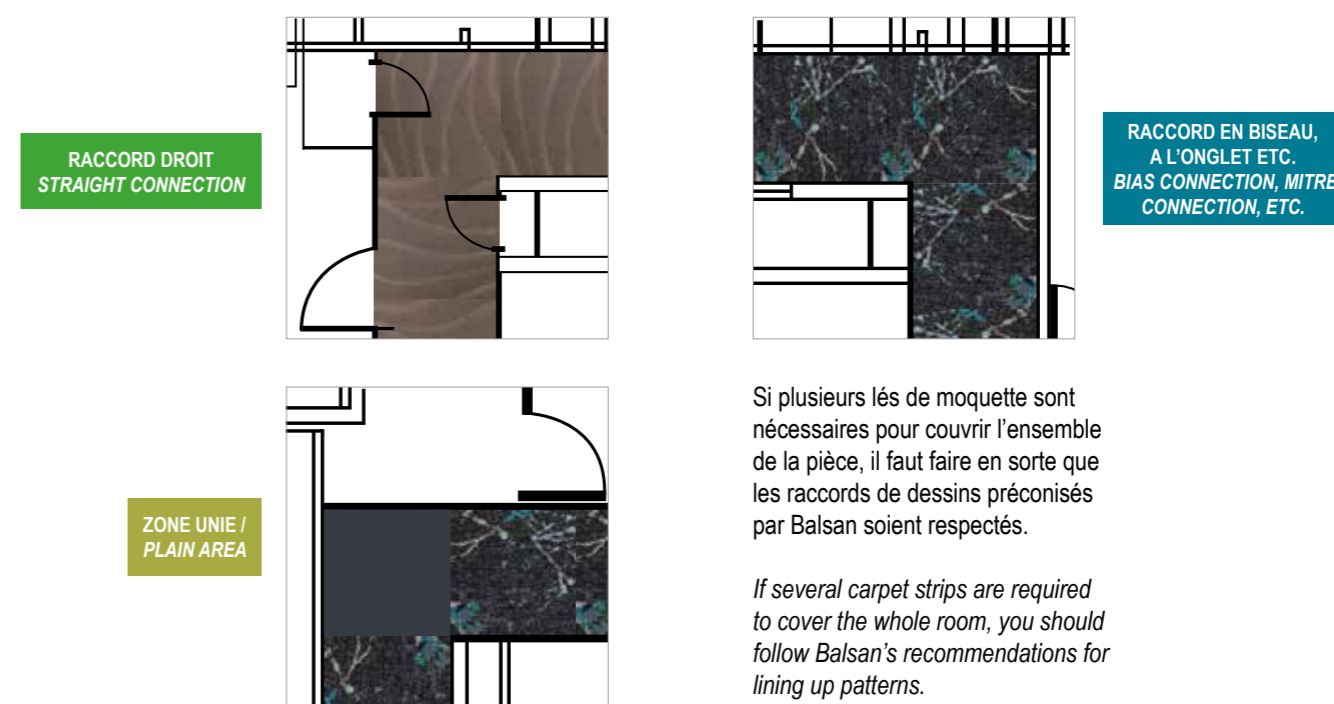 RACCORD DROIT
STRAIGHT CONNECTION
RACCORD EN BISEAU,
A L'ONGLET ETC.
BIAS CONNECTION, MITRE
CONNECTION, ETC.
ZONE UNIE /
PLAIN AREA
Si plusieurs lés de moquette sont
nécessaires pour couvrir l'ensemble
de la pièce, il faut faire en sorte que
les raccords de dessins préconisés
par Balsan soient respectés.
If several carpet strips are required
to cover the whole room, you should
follow Balsan's recommendations for
lining up patterns.